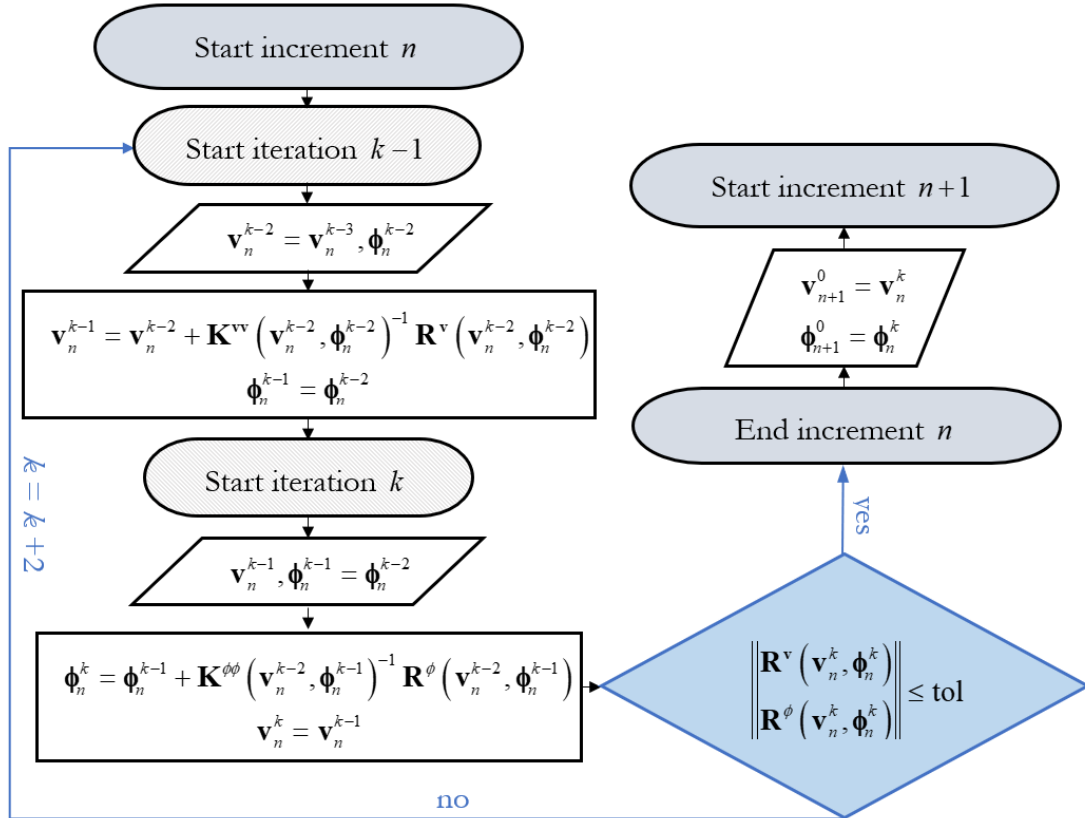 Start increment n
Start iteration k−1
v_n^{k-2} = v_n^{k-3}, ϕ_n^{k-2}
v_n^{k-1} = v_n^{k-2} + K^{vv} (v_n^{k-2}, ϕ_n^{k-2})^{-1} R^v (v_n^{k-2}, ϕ_n^{k-2})
ϕ_n^{k-1} = ϕ_n^{k-2}
Start iteration k
v_n^{k-1}, ϕ_n^{k-1} = ϕ_n^{k-2}
ϕ_n^k = ϕ_n^{k-1} + K^{ϕϕ} (v_n^{k-2}, ϕ_n^{k-1})^{-1} R^ϕ (v_n^{k-2}, ϕ_n^{k-1})
v_n^k = v_n^{k-1}
k = k +2
no
‖R^v (v_n^k, ϕ_n^k)
R^ϕ (v_n^k, ϕ_n^k)‖ ≤ tol
yes
End increment n
v_{n+1}^0 = v_n^k
ϕ_{n+1}^0 = ϕ_n^k
Start increment n+1